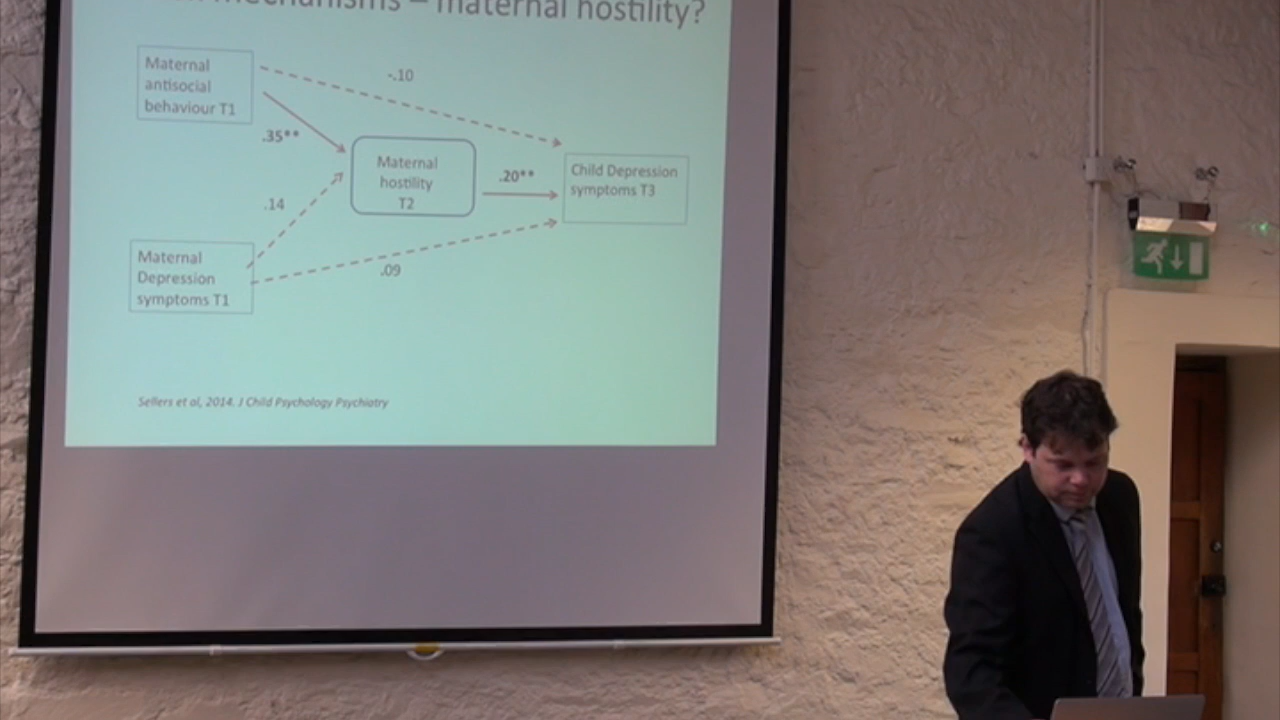 mechanisms – maternal hostility?
Maternal
antisocial
behaviour T1
-.10
.35**
Maternal
hostility
T2
.20**
Child Depression
symptoms T3
.14
Maternal
Depression
symptoms T1
.09
Sellers et al, 2014. J Child Psychology Psychiatry